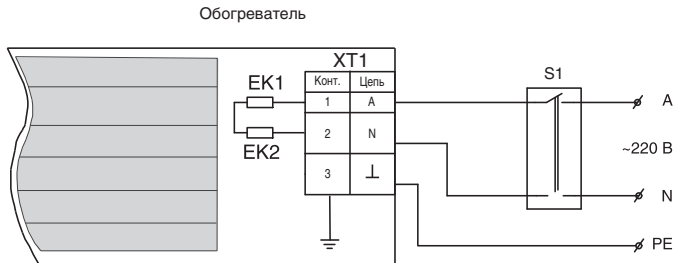 Обогреватель
XT1
Конт. Цепь
1 A
2 N
3 ⊥
EK1
EK2
S1
A
~220 В
N
PE